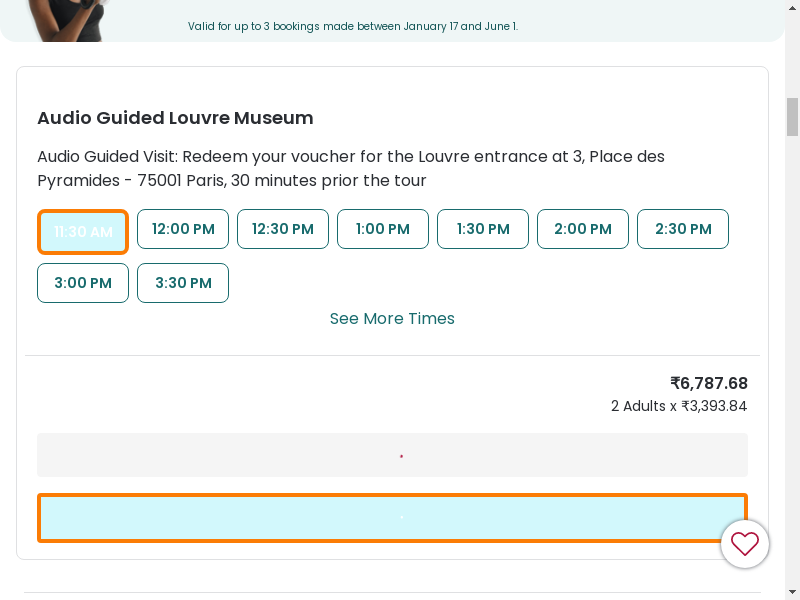 Valid for up to 3 bookings made between January 17 and June 1.
Audio Guided Louvre Museum
Audio Guided Visit: Redeem your voucher for the Louvre entrance at 3, Place des
Pyramides - 75001 Paris, 30 minutes prior the tour
11:30 AM 12:00 PM 12:30 PM 1:00 PM 1:30 PM 2:00 PM 2:30 PM
3:00 PM 3:30 PM
See More Times
₹6,787.68
2 Adults x ₹3,393.84